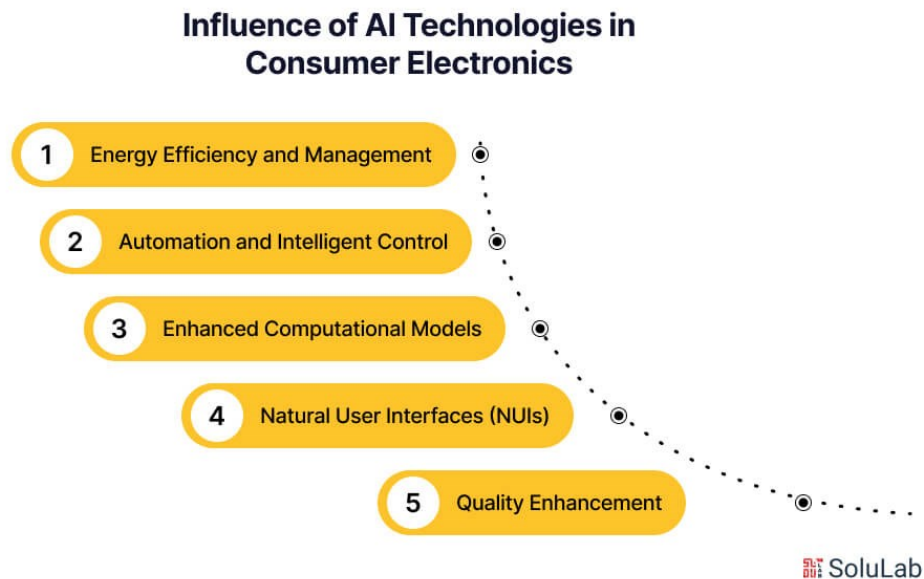 Influence of AI Technologies in
Consumer Electronics
1 Energy Efficiency and Management
2 Automation and Intelligent Control
3 Enhanced Computational Models
4 Natural User Interfaces (NUIs)
5 Quality Enhancement
SoluLab